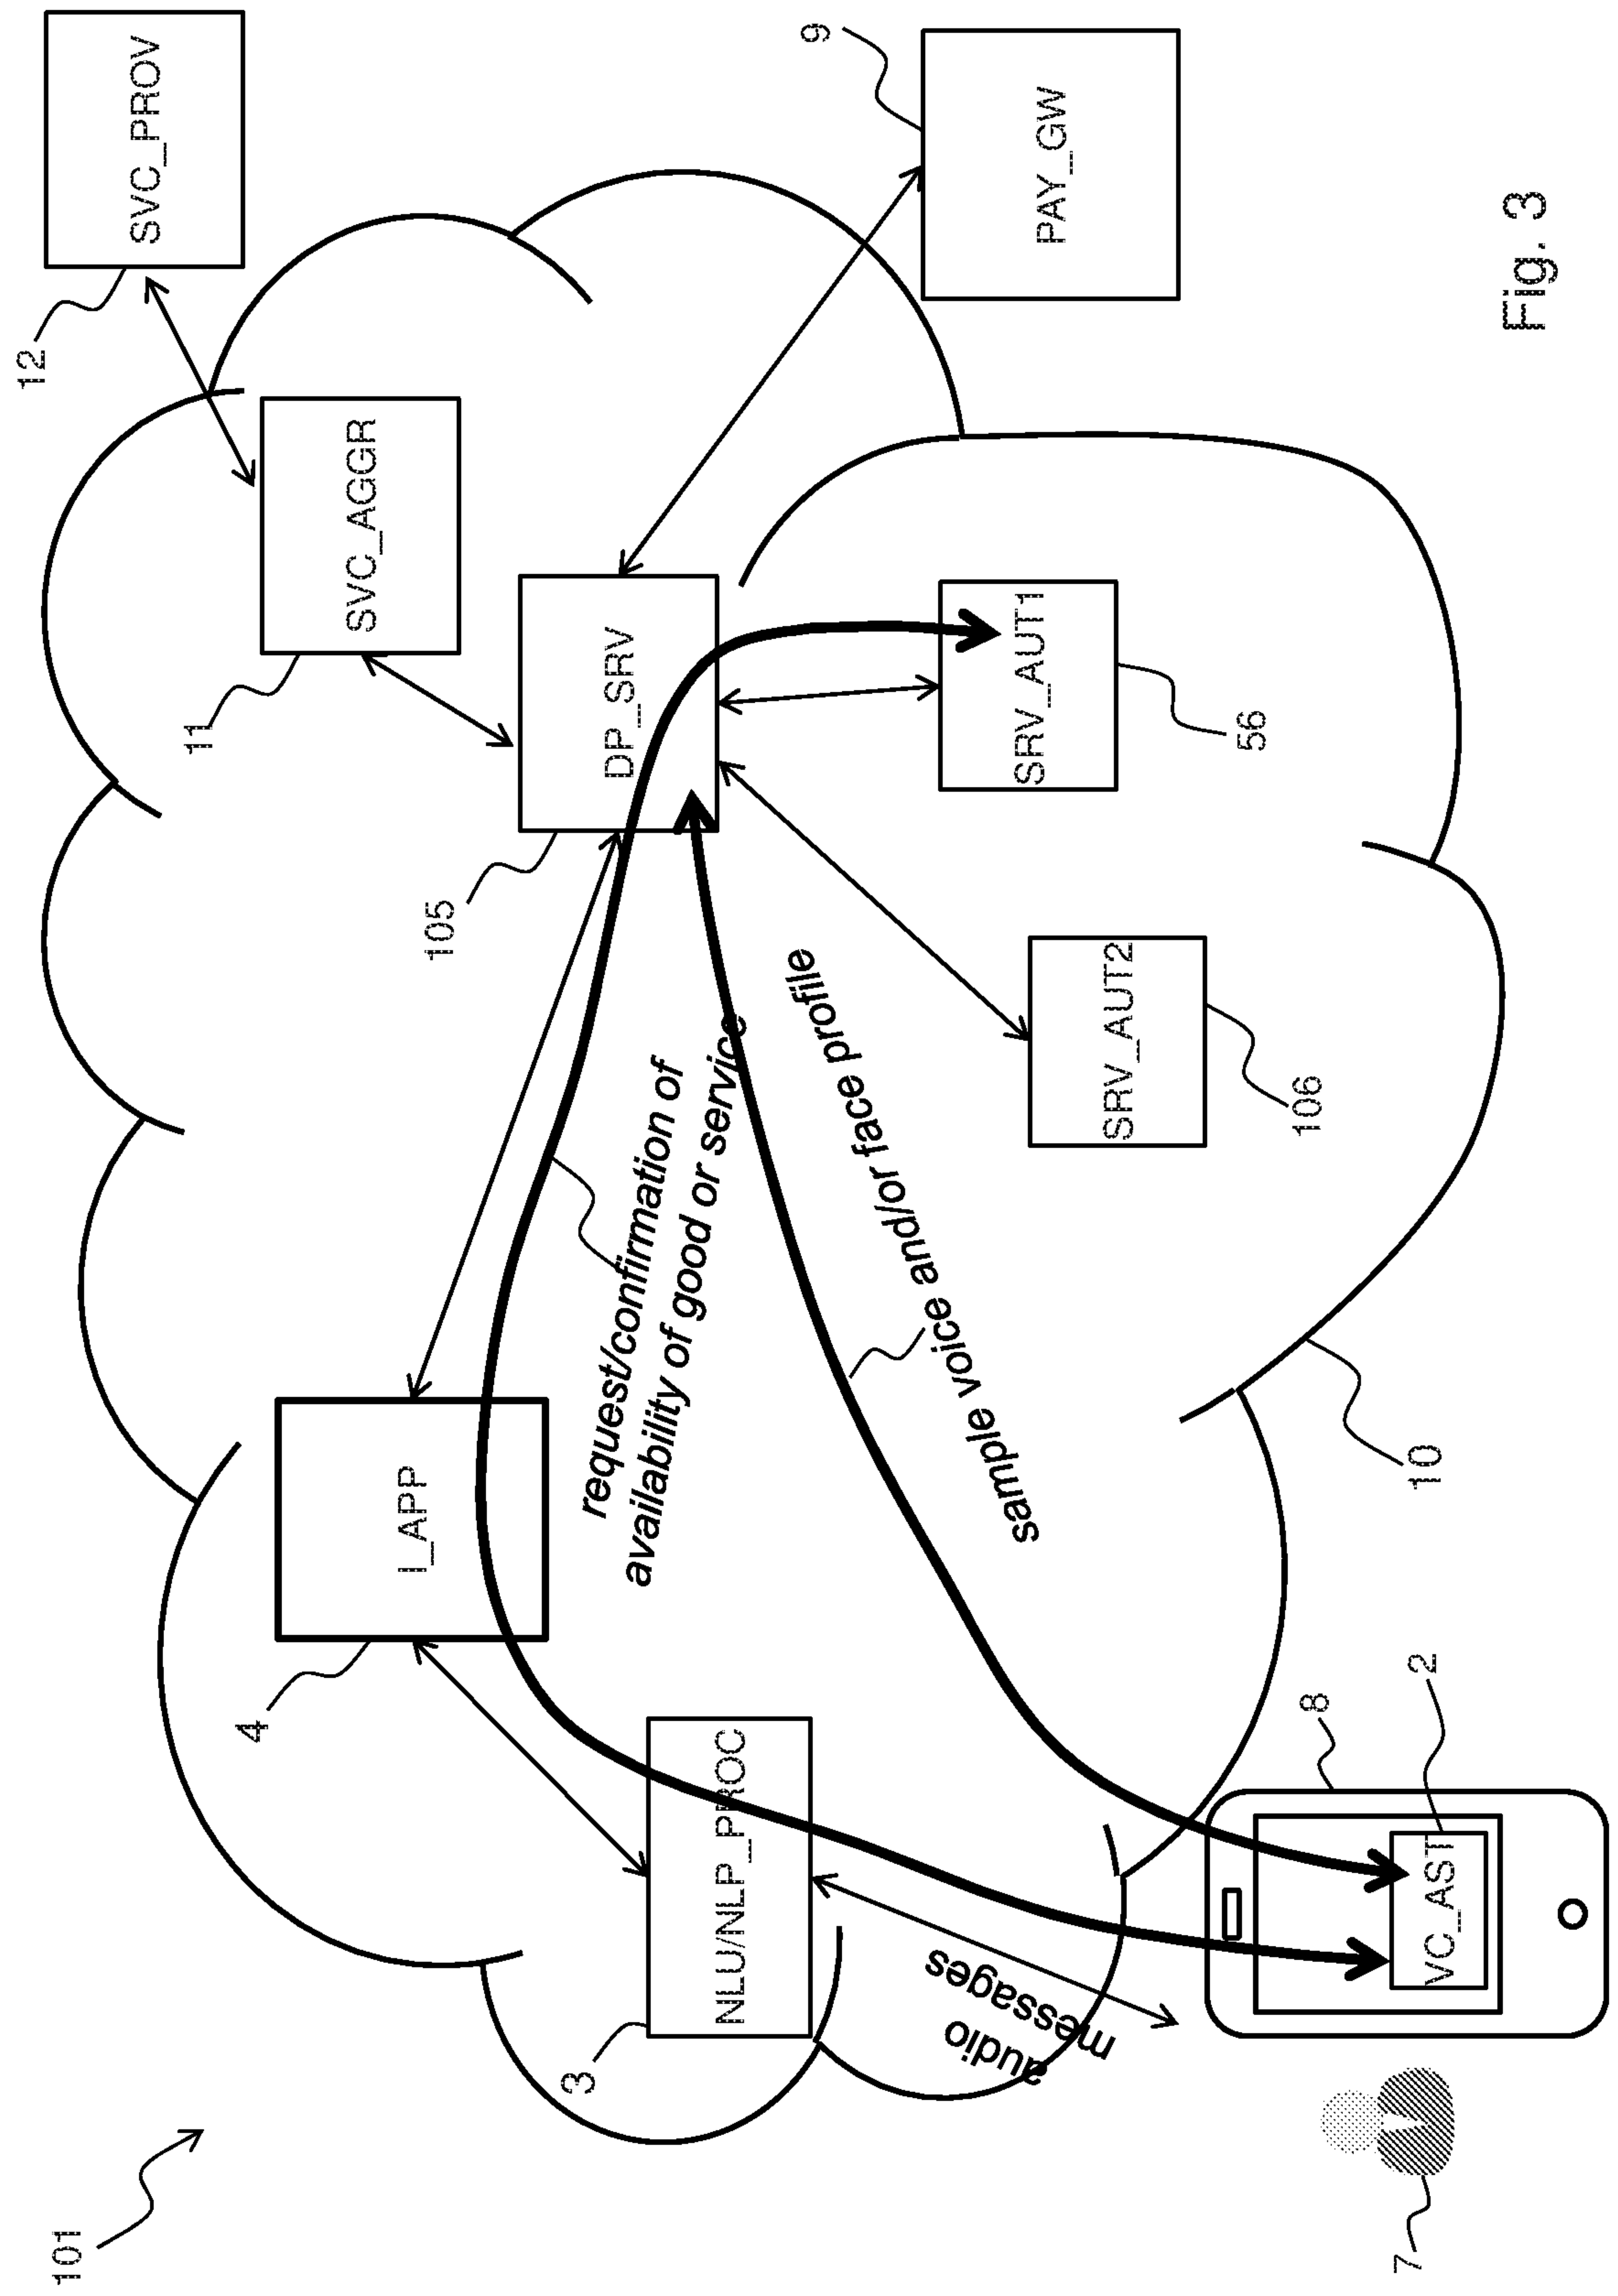 101
3
NLU/NLP_PROC
4
I_APP
105
DP_SRV
11
SVC_AGGR
12
SVC_PROV
9
PAY_GW
SRV_AUT1
56
SRV_AUT2
106
request/confirmation of
availability of good or service
sample voice and/or face profile
audio
messages
10
8
2
VC_AST
7
Fig. 3